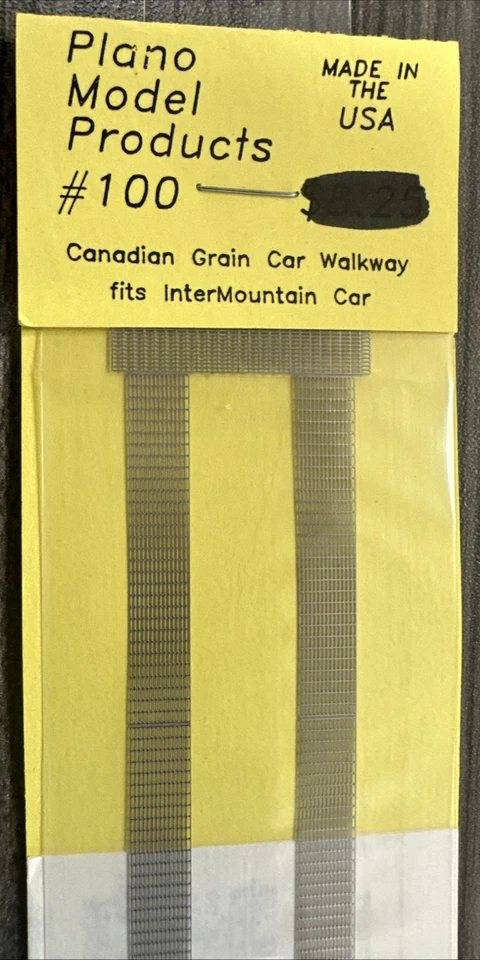 Plano
Model
Products
#100
MADE IN
THE
USA
Canadian Grain Car Walkway
fits InterMountain Car